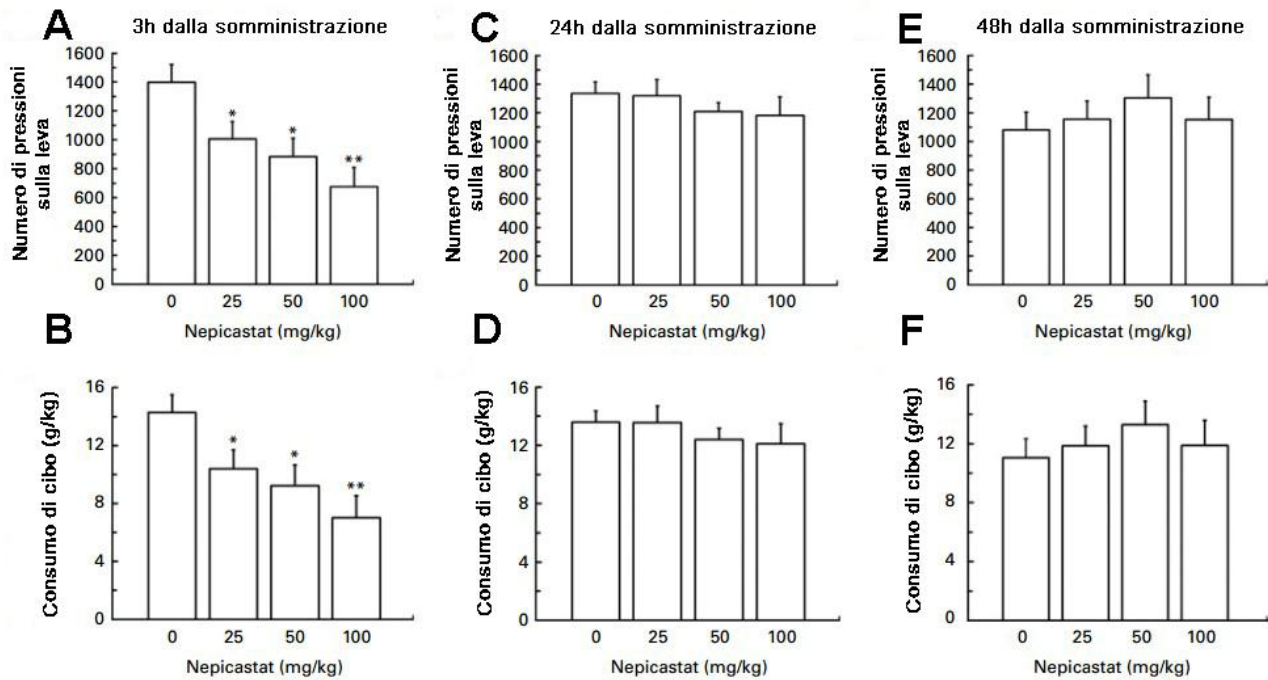 A
3h dalla somministrazione
Numero di pressioni
sulla leva
1600
1400
1200
1000
800
600
400
200
0
*
*
**
0 25 50 100
Nepicastat (mg/kg)
C
24h dalla somministrazione
Numero di pressioni
sulla leva
1600
1400
1200
1000
800
600
400
200
0
0 25 50 100
Nepicastat (mg/kg)
E
48h dalla somministrazione
Numero di pressioni
sulla leva
1600
1400
1200
1000
800
600
400
200
0
0 25 50 100
Nepicastat (mg/kg)
B
Consumo di cibo (g/kg)
16
12
8
4
0
*
*
**
0 25 50 100
Nepicastat (mg/kg)
D
Consumo di cibo (g/kg)
16
12
8
4
0
0 25 50 100
Nepicastat (mg/kg)
F
Consumo di cibo (g/kg)
16
12
8
4
0
0 25 50 100
Nepicastat (mg/kg)